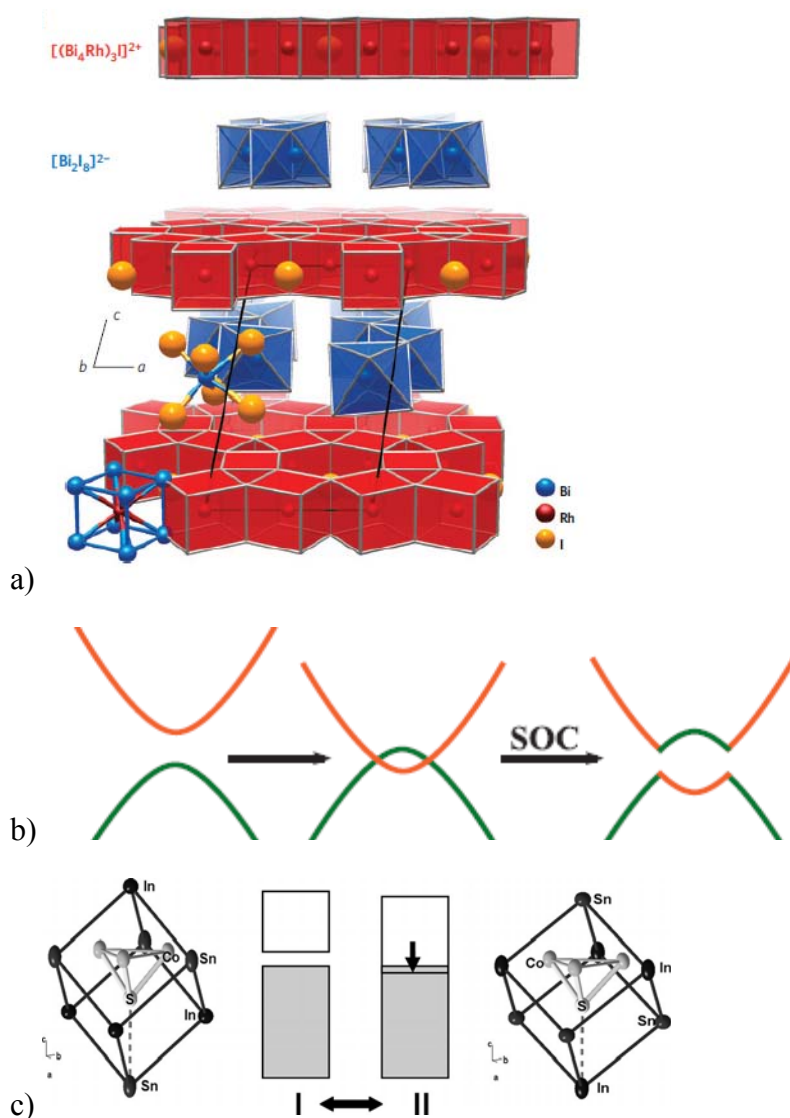 [(Bi₄Rh)₃I]²⁺
[Bi₂I₈]²⁻
c
b a
Bi
Rh
I
a)
SOC
b)
In
Co Sn
S
In
c b
a
Sn
I II
Sn
Co In
S
Sn
c b
a
In
c)